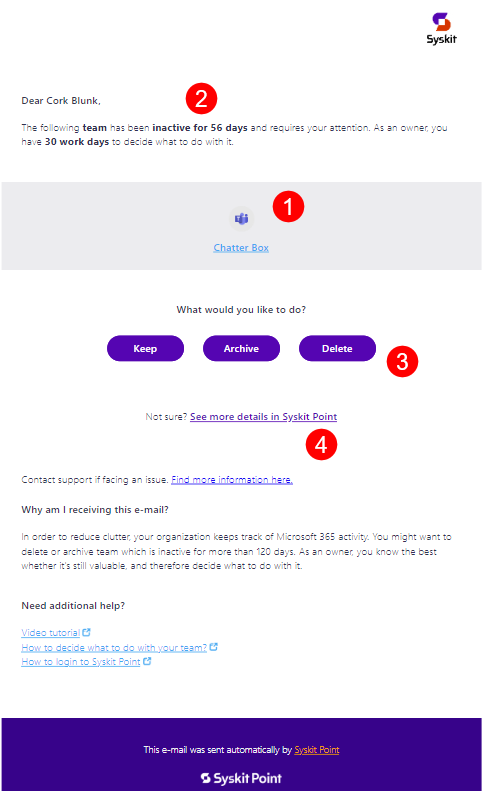 Syskit
Dear Cork Blunk,
2
The following team has been inactive for 56 days and requires your attention. As an owner, you
have 30 work days to decide what to do with it.
1
Chatter Box
What would you like to do?
Keep Archive Delete
3
Not sure? See more details in Syskit Point
4
Contact support if facing an issue. Find more information here.
Why am I receiving this e-mail?
In order to reduce clutter, your organization keeps track of Microsoft 365 activity. You might want to
delete or archive team which is inactive for more than 120 days. As an owner, you know the best
whether it's still valuable, and therefore decide what to do with it.
Need additional help?
Video tutorial
How to decide what to do with your team?
How to login to Syskit Point
This e-mail was sent automatically by Syskit Point
Syskit Point